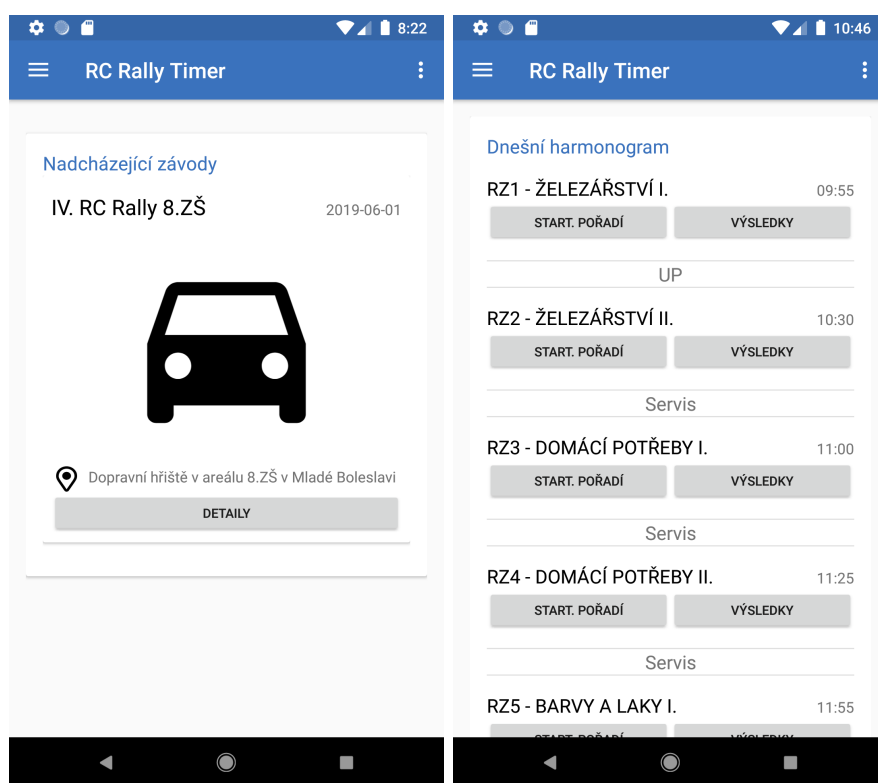 8:22
RC Rally Timer
Nadcházející závody
IV. RC Rally 8.ZŠ 2019-06-01
Dopravní hřiště v areálu 8.ZŠ v Mladé Boleslavi
DETAILY
10:46
RC Rally Timer
Dnešní harmonogram
RZ1 - ŽELEZÁŘSTVÍ I. 09:55
START. POŘADÍ VÝSLEDKY
UP
RZ2 - ŽELEZÁŘSTVÍ II. 10:30
START. POŘADÍ VÝSLEDKY
Servis
RZ3 - DOMÁCÍ POTŘEBY I. 11:00
START. POŘADÍ VÝSLEDKY
Servis
RZ4 - DOMÁCÍ POTŘEBY II. 11:25
START. POŘADÍ VÝSLEDKY
Servis
RZ5 - BARVY A LAKY I. 11:55
START. POŘADÍ VÝSLEDKY